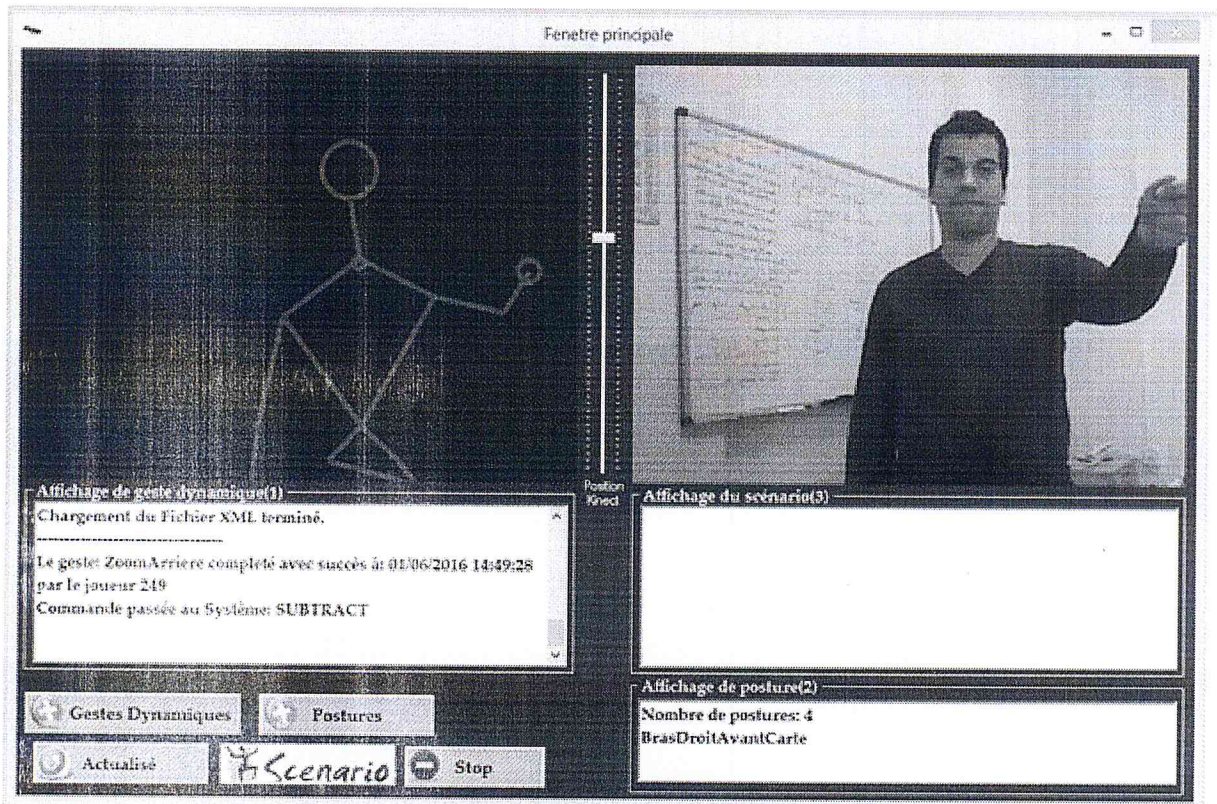 Fenetre principale
Position
Kinect
Affichage de geste dynamique(1)
Chargement du Fichier XML terminé.
------------------------------
Le geste: ZoomArriere completé avec succès à: 01/06/2016 14:49:28
par le joueur 249
Commande passée au Système: SUBTRACT
Affichage du scénario(3)
Affichage de posture(2)
Nombre de postures: 4
BrasDroitAvantCarte
Gestes Dynamiques
Postures
Actualisé
Scenario
Stop